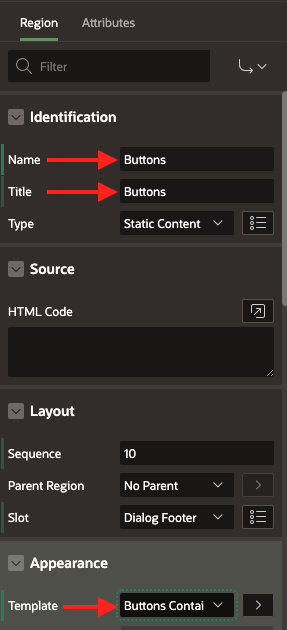 Region Attributes
Filter
Identification
Name Buttons
Title Buttons
Type Static Content
Source
HTML Code
Layout
Sequence 10
Parent Region No Parent
Slot Dialog Footer
Appearance
Template Buttons Contai